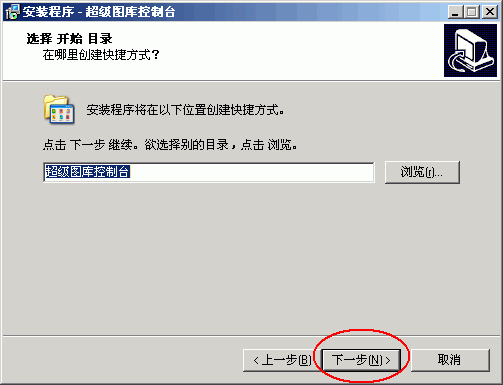 安装程序 - 超级图库控制台
选择 开始 目录
在哪里创建快捷方式？
安装程序将在以下位置创建快捷方式。
点击 下一步 继续。欲选择别的目录，点击 浏览。
超级图库控制台
浏览(r)...
< 上一步(B)
下一步(N) >
取消